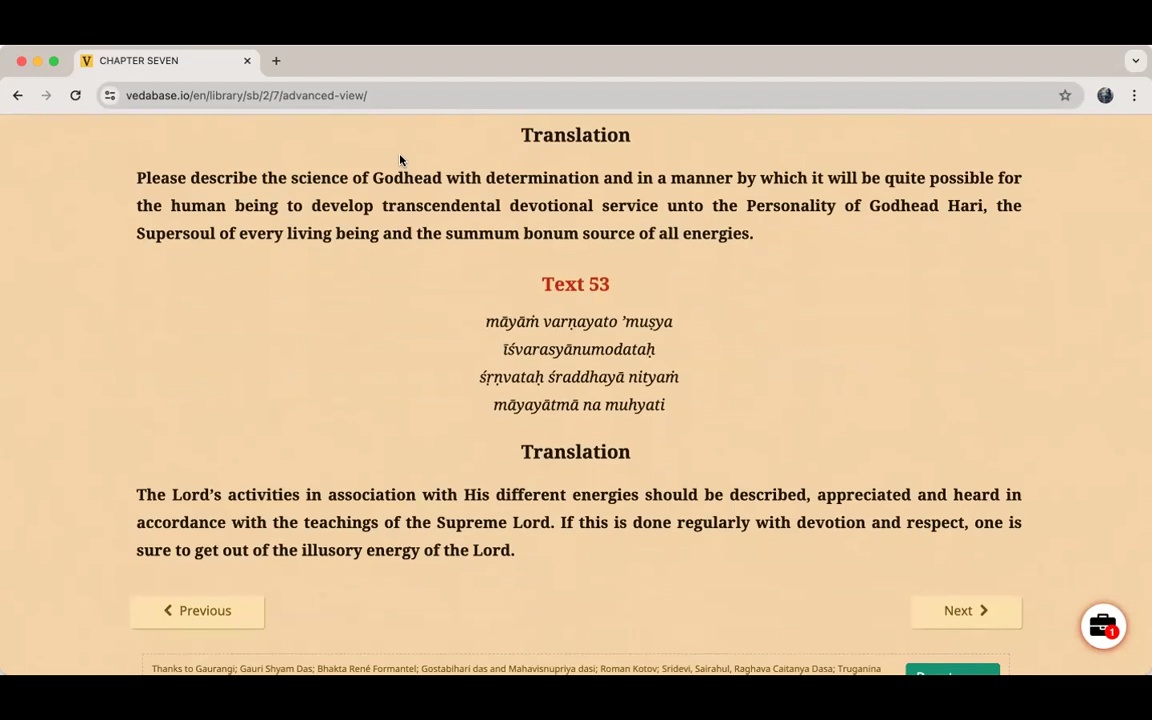 CHAPTER SEVEN
vedabase.io/en/library/sb/2/7/advanced-view/
Translation
Please describe the science of Godhead with determination and in a manner by which it will be quite possible for
the human being to develop transcendental devotional service unto the Personality of Godhead Hari, the
Supersoul of every living being and the summum bonum source of all energies.
Text 53
māyāṁ varṇayato ’muṣya
īśvarasyānumodataḥ
śṛṇvataḥ śraddhayā nityaṁ
māyayātmā na muhyati
Translation
The Lord’s activities in association with His different energies should be described, appreciated and heard in
accordance with the teachings of the Supreme Lord. If this is done regularly with devotion and respect, one is
sure to get out of the illusory energy of the Lord.
Previous
Next
1
Thanks to Gaurangi; Gauri Shyam Das; Bhakta René Formantel; Gostabihari das and Mahavisnupriya dasi; Roman Kotov; Sridevi, Sairahul, Raghava Caitanya Dasa; Truganina